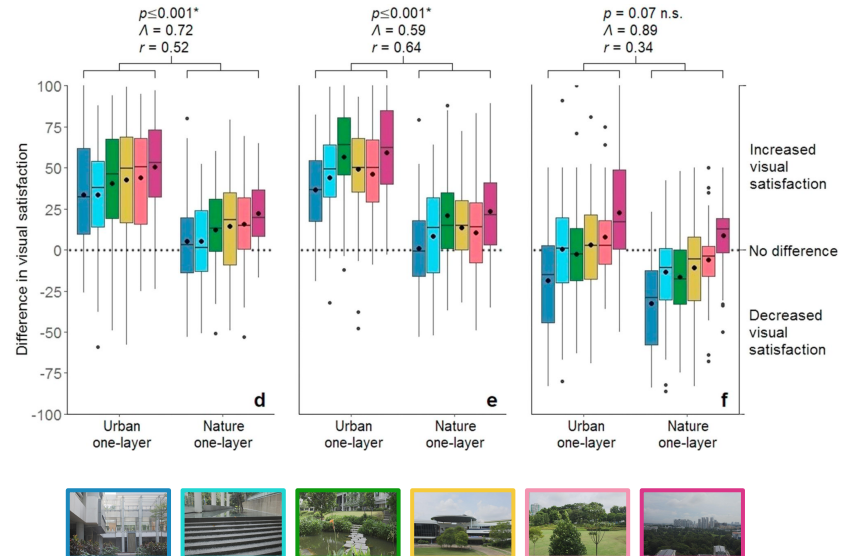 p≤0.001*
Λ = 0.72
r = 0.52
p≤0.001*
Λ = 0.59
r = 0.64
p = 0.07 n.s.
Λ = 0.89
r = 0.34
Difference in visual satisfaction
100
75
50
25
0
-25
-50
-75
-100
d
e
f
Increased
visual
satisfaction
No difference
Decreased
visual
satisfaction
Urban
one-layer
Nature
one-layer
Urban
one-layer
Nature
one-layer
Urban
one-layer
Nature
one-layer